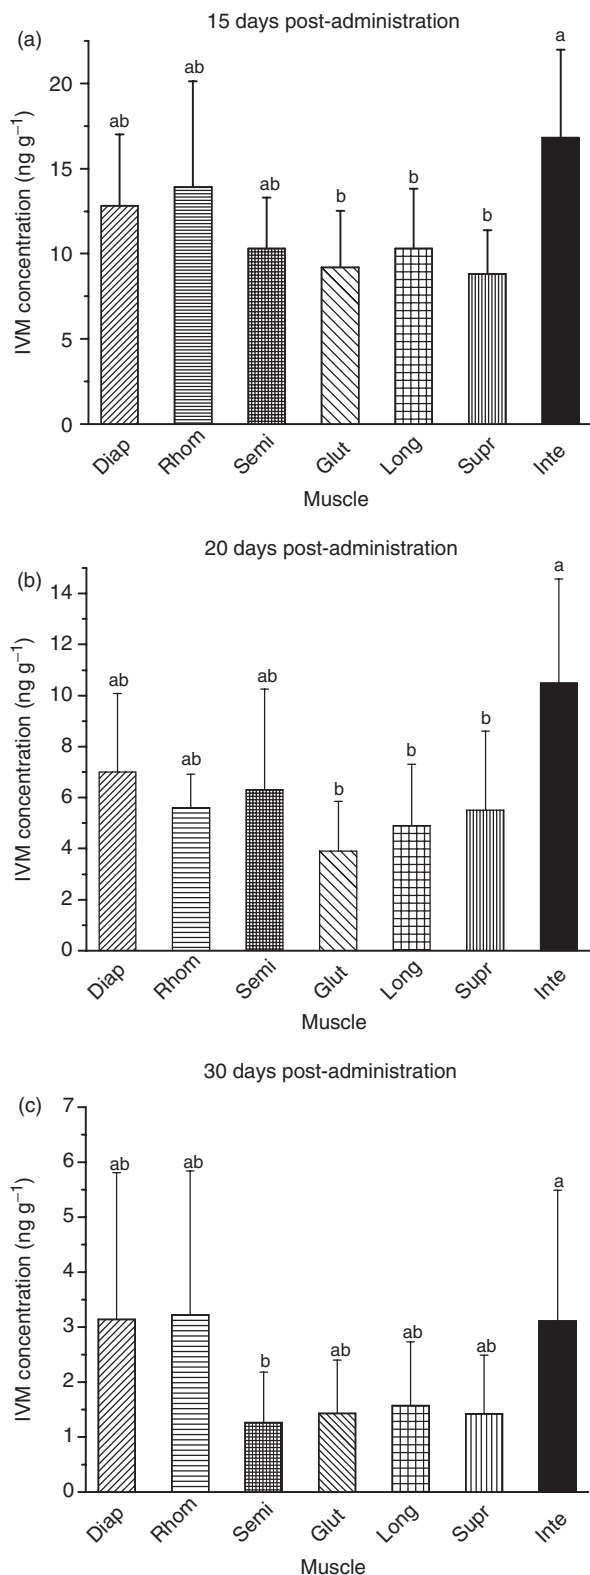 15 days post-administration
(a)
IVM concentration (ng g⁻¹)
20
15
10
5
0
ab
ab
ab
b
b
b
a
Diap Rhom Semi Glut Long Supr Inte
Muscle
20 days post-administration
(b)
IVM concentration (ng g⁻¹)
14
12
10
8
6
4
2
0
ab
ab
ab
b
b
b
a
Diap Rhom Semi Glut Long Supr Inte
Muscle
30 days post-administration
(c)
IVM concentration (ng g⁻¹)
7
6
5
4
3
2
1
0
ab
ab
b
ab
ab
ab
a
Diap Rhom Semi Glut Long Supr Inte
Muscle